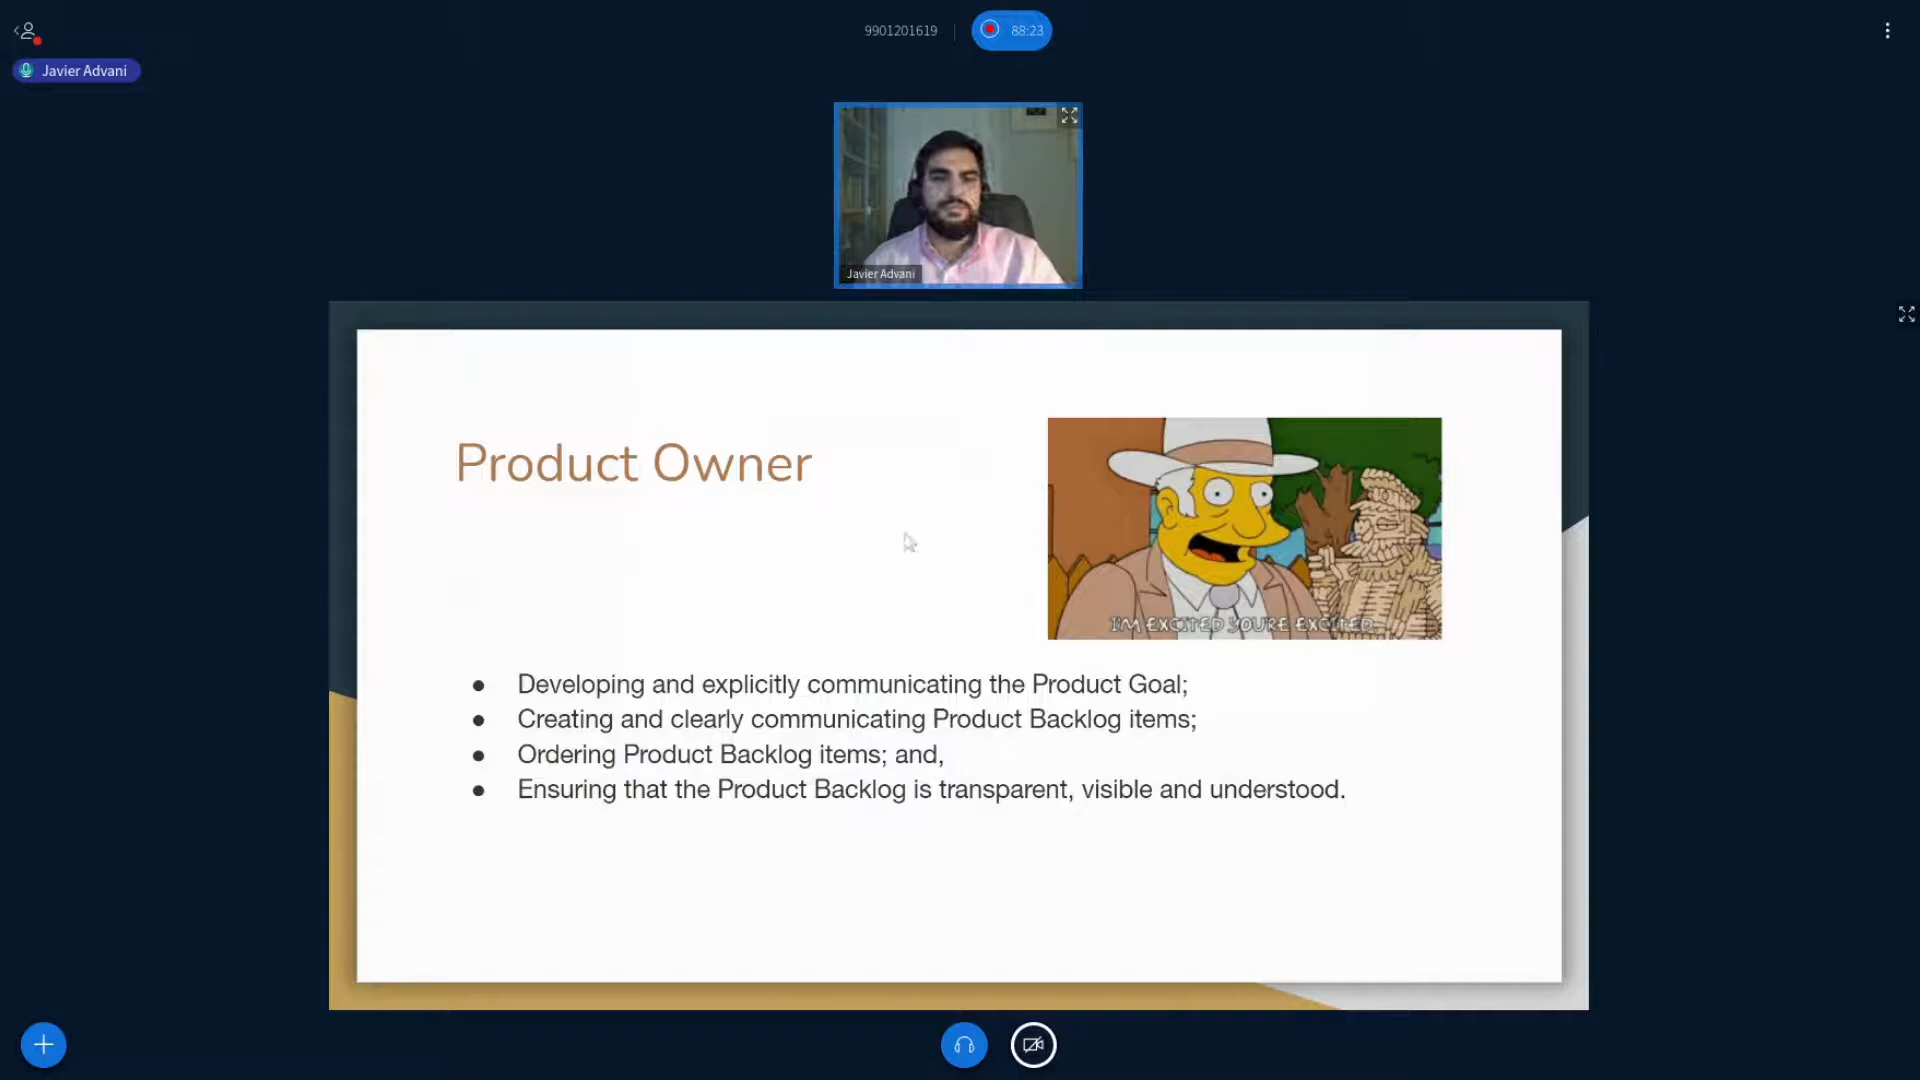 9901201619
88:23
Javier Advani
Javier Advani
Product Owner
I'M EXCITED YOU'RE EXCITED.
● Developing and explicitly communicating the Product Goal;
● Creating and clearly communicating Product Backlog items;
● Ordering Product Backlog items; and,
● Ensuring that the Product Backlog is transparent, visible and understood.